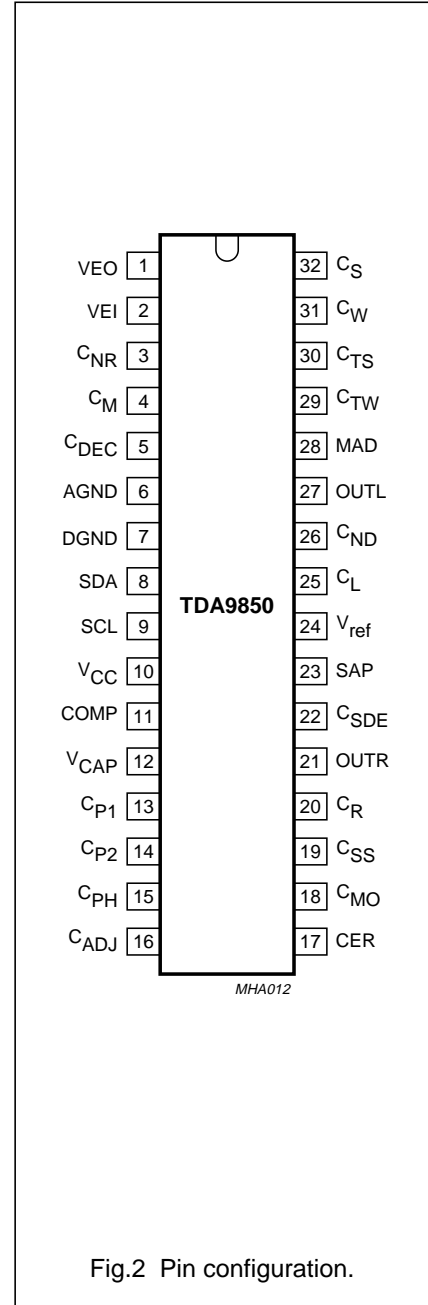 VEO 1 32 CS
VEI 2 31 CW
CNR 3 30 CTS
CM 4 29 CTW
CDEC 5 28 MAD
AGND 6 27 OUTL
DGND 7 26 CND
SDA 8 25 CL
TDA9850
SCL 9 24 Vref
VCC 10 23 SAP
COMP 11 22 CSDE
VCAP 12 21 OUTR
CP1 13 20 CR
CP2 14 19 CSS
CPH 15 18 CMO
CADJ 16 17 CER
MHA012
Fig.2 Pin configuration.